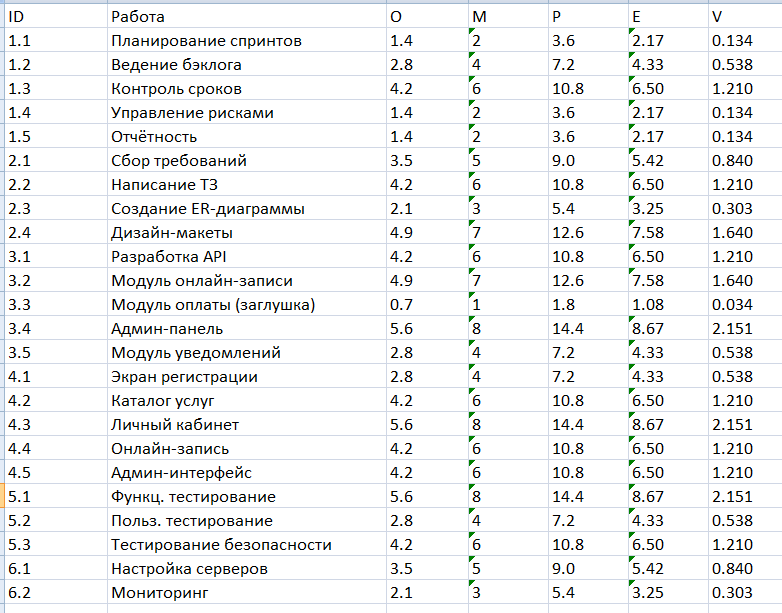 ID Работа O M P E V
1.1 Планирование спринтов 1.4 2 3.6 2.17 0.134
1.2 Ведение бэклога 2.8 4 7.2 4.33 0.538
1.3 Контроль сроков 4.2 6 10.8 6.50 1.210
1.4 Управление рисками 1.4 2 3.6 2.17 0.134
1.5 Отчётность 1.4 2 3.6 2.17 0.134
2.1 Сбор требований 3.5 5 9.0 5.42 0.840
2.2 Написание ТЗ 4.2 6 10.8 6.50 1.210
2.3 Создание ER-диаграммы 2.1 3 5.4 3.25 0.303
2.4 Дизайн-макеты 4.9 7 12.6 7.58 1.640
3.1 Разработка API 4.2 6 10.8 6.50 1.210
3.2 Модуль онлайн-записи 4.9 7 12.6 7.58 1.640
3.3 Модуль оплаты (заглушка) 0.7 1 1.8 1.08 0.034
3.4 Админ-панель 5.6 8 14.4 8.67 2.151
3.5 Модуль уведомлений 2.8 4 7.2 4.33 0.538
4.1 Экран регистрации 2.8 4 7.2 4.33 0.538
4.2 Каталог услуг 4.2 6 10.8 6.50 1.210
4.3 Личный кабинет 5.6 8 14.4 8.67 2.151
4.4 Онлайн-запись 4.2 6 10.8 6.50 1.210
4.5 Админ-интерфейс 4.2 6 10.8 6.50 1.210
5.1 Функц. тестирование 5.6 8 14.4 8.67 2.151
5.2 Польз. тестирование 2.8 4 7.2 4.33 0.538
5.3 Тестирование безопасности 4.2 6 10.8 6.50 1.210
6.1 Настройка серверов 3.5 5 9.0 5.42 0.840
6.2 Мониторинг 2.1 3 5.4 3.25 0.303